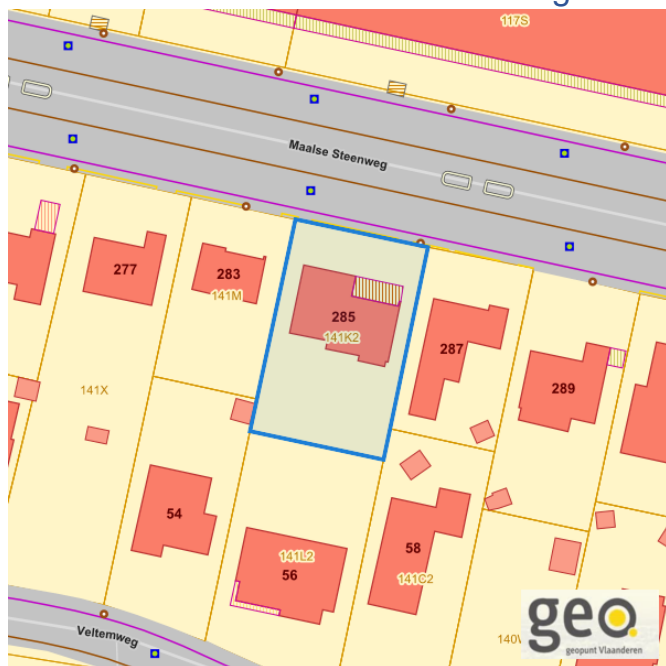 117S
Maalse Steenweg
277
283
141M
285
141K2
287
289
141X
54
141L2
56
58
141C2
Veltemweg
geo
geopunt Vlaanderen